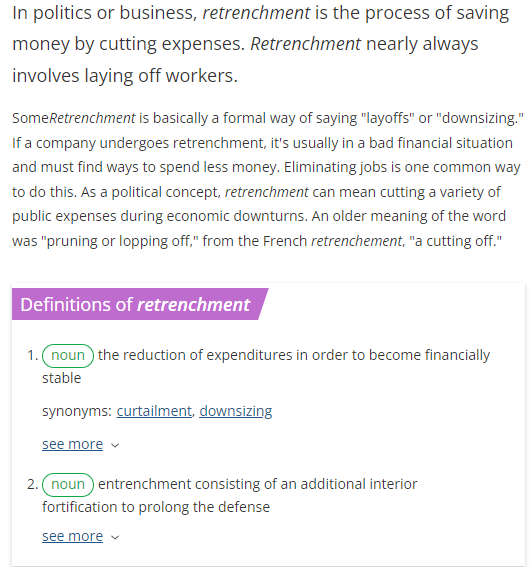 In politics or business, retrenchment is the process of saving
money by cutting expenses. Retrenchment nearly always
involves laying off workers.
SomeRetrenchment is basically a formal way of saying "layoffs" or "downsizing."
If a company undergoes retrenchment, it's usually in a bad financial situation
and must find ways to spend less money. Eliminating jobs is one common way
to do this. As a political concept, retrenchment can mean cutting a variety of
public expenses during economic downturns. An older meaning of the word
was "pruning or lopping off," from the French retrenchement, "a cutting off."
Definitions of retrenchment
1. noun the reduction of expenditures in order to become financially
stable
synonyms: curtailment, downsizing
see more
2. noun entrenchment consisting of an additional interior
fortification to prolong the defense
see more